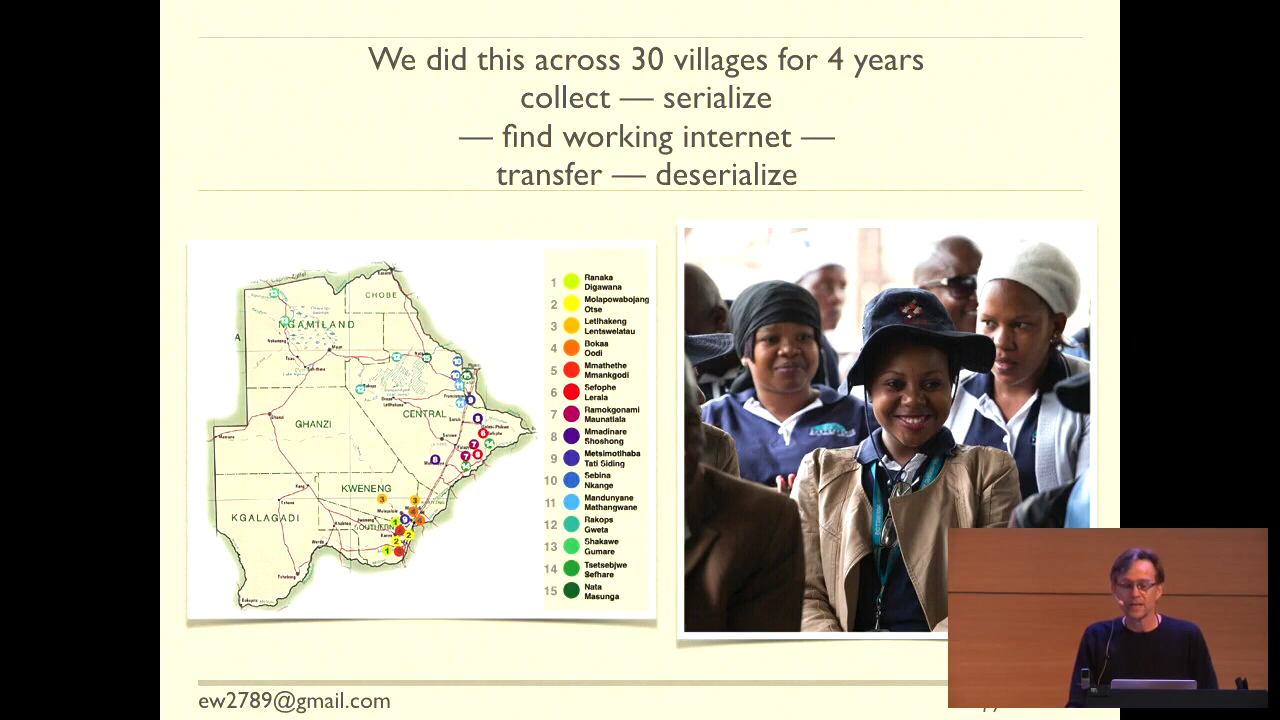 We did this across 30 villages for 4 years
collect — serialize
— find working internet —
transfer — deserialize
CHOBE
NGAMILAND
CENTRAL
GHANZI
KWENENG
KGALAGADI
SOUTHERN
1 Ranaka
Digawana
2 Molapowabojang
Otse
3 Letlhakeng
Lentswelatau
4 Bokaa
Oodi
5 Mmathethe
Mmankgodi
6 Sefophe
Lerala
7 Ramokgonami
Maunatlala
8 Mmadinare
Shoshong
9 Metsimotlhaba
Tati Siding
10 Sebina
Nkange
11 Mandunyane
Mathangwane
12 Rakops
Gweta
13 Shakawe
Gumare
14 Tsetsebjwe
Sefhare
15 Nata
Masunga
ew2789@gmail.com